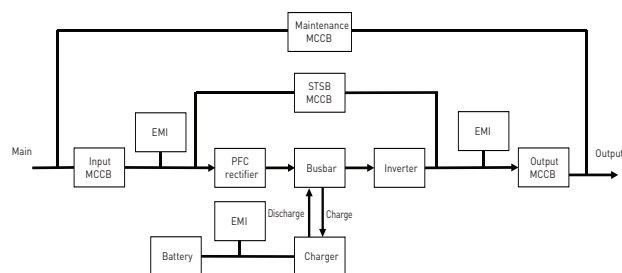 Maintenance
MCCB
STSB
MCCB
EMI
EMI
Main
Input
MCCB
PFC
rectifier
Busbar
Inverter
Output
MCCB
Output
Discharge
Charge
EMI
Battery
Charger